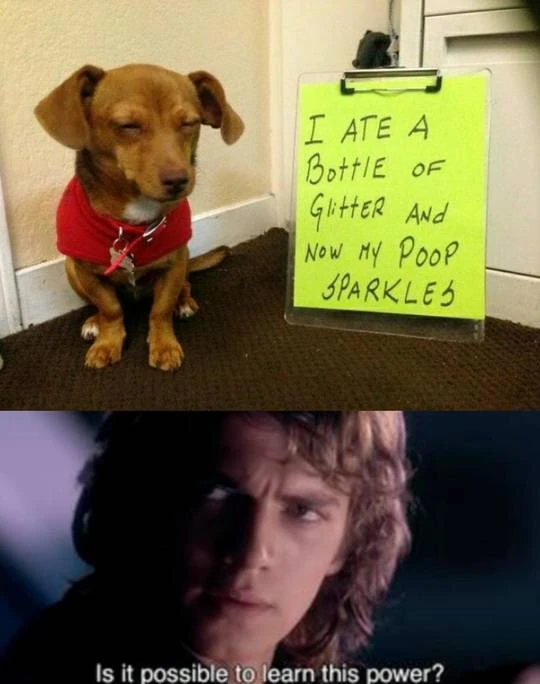 I ATE A
BottlE OF
GlittER ANd
NOW MY POOP
SPARKLES
Is it possible to learn this power?